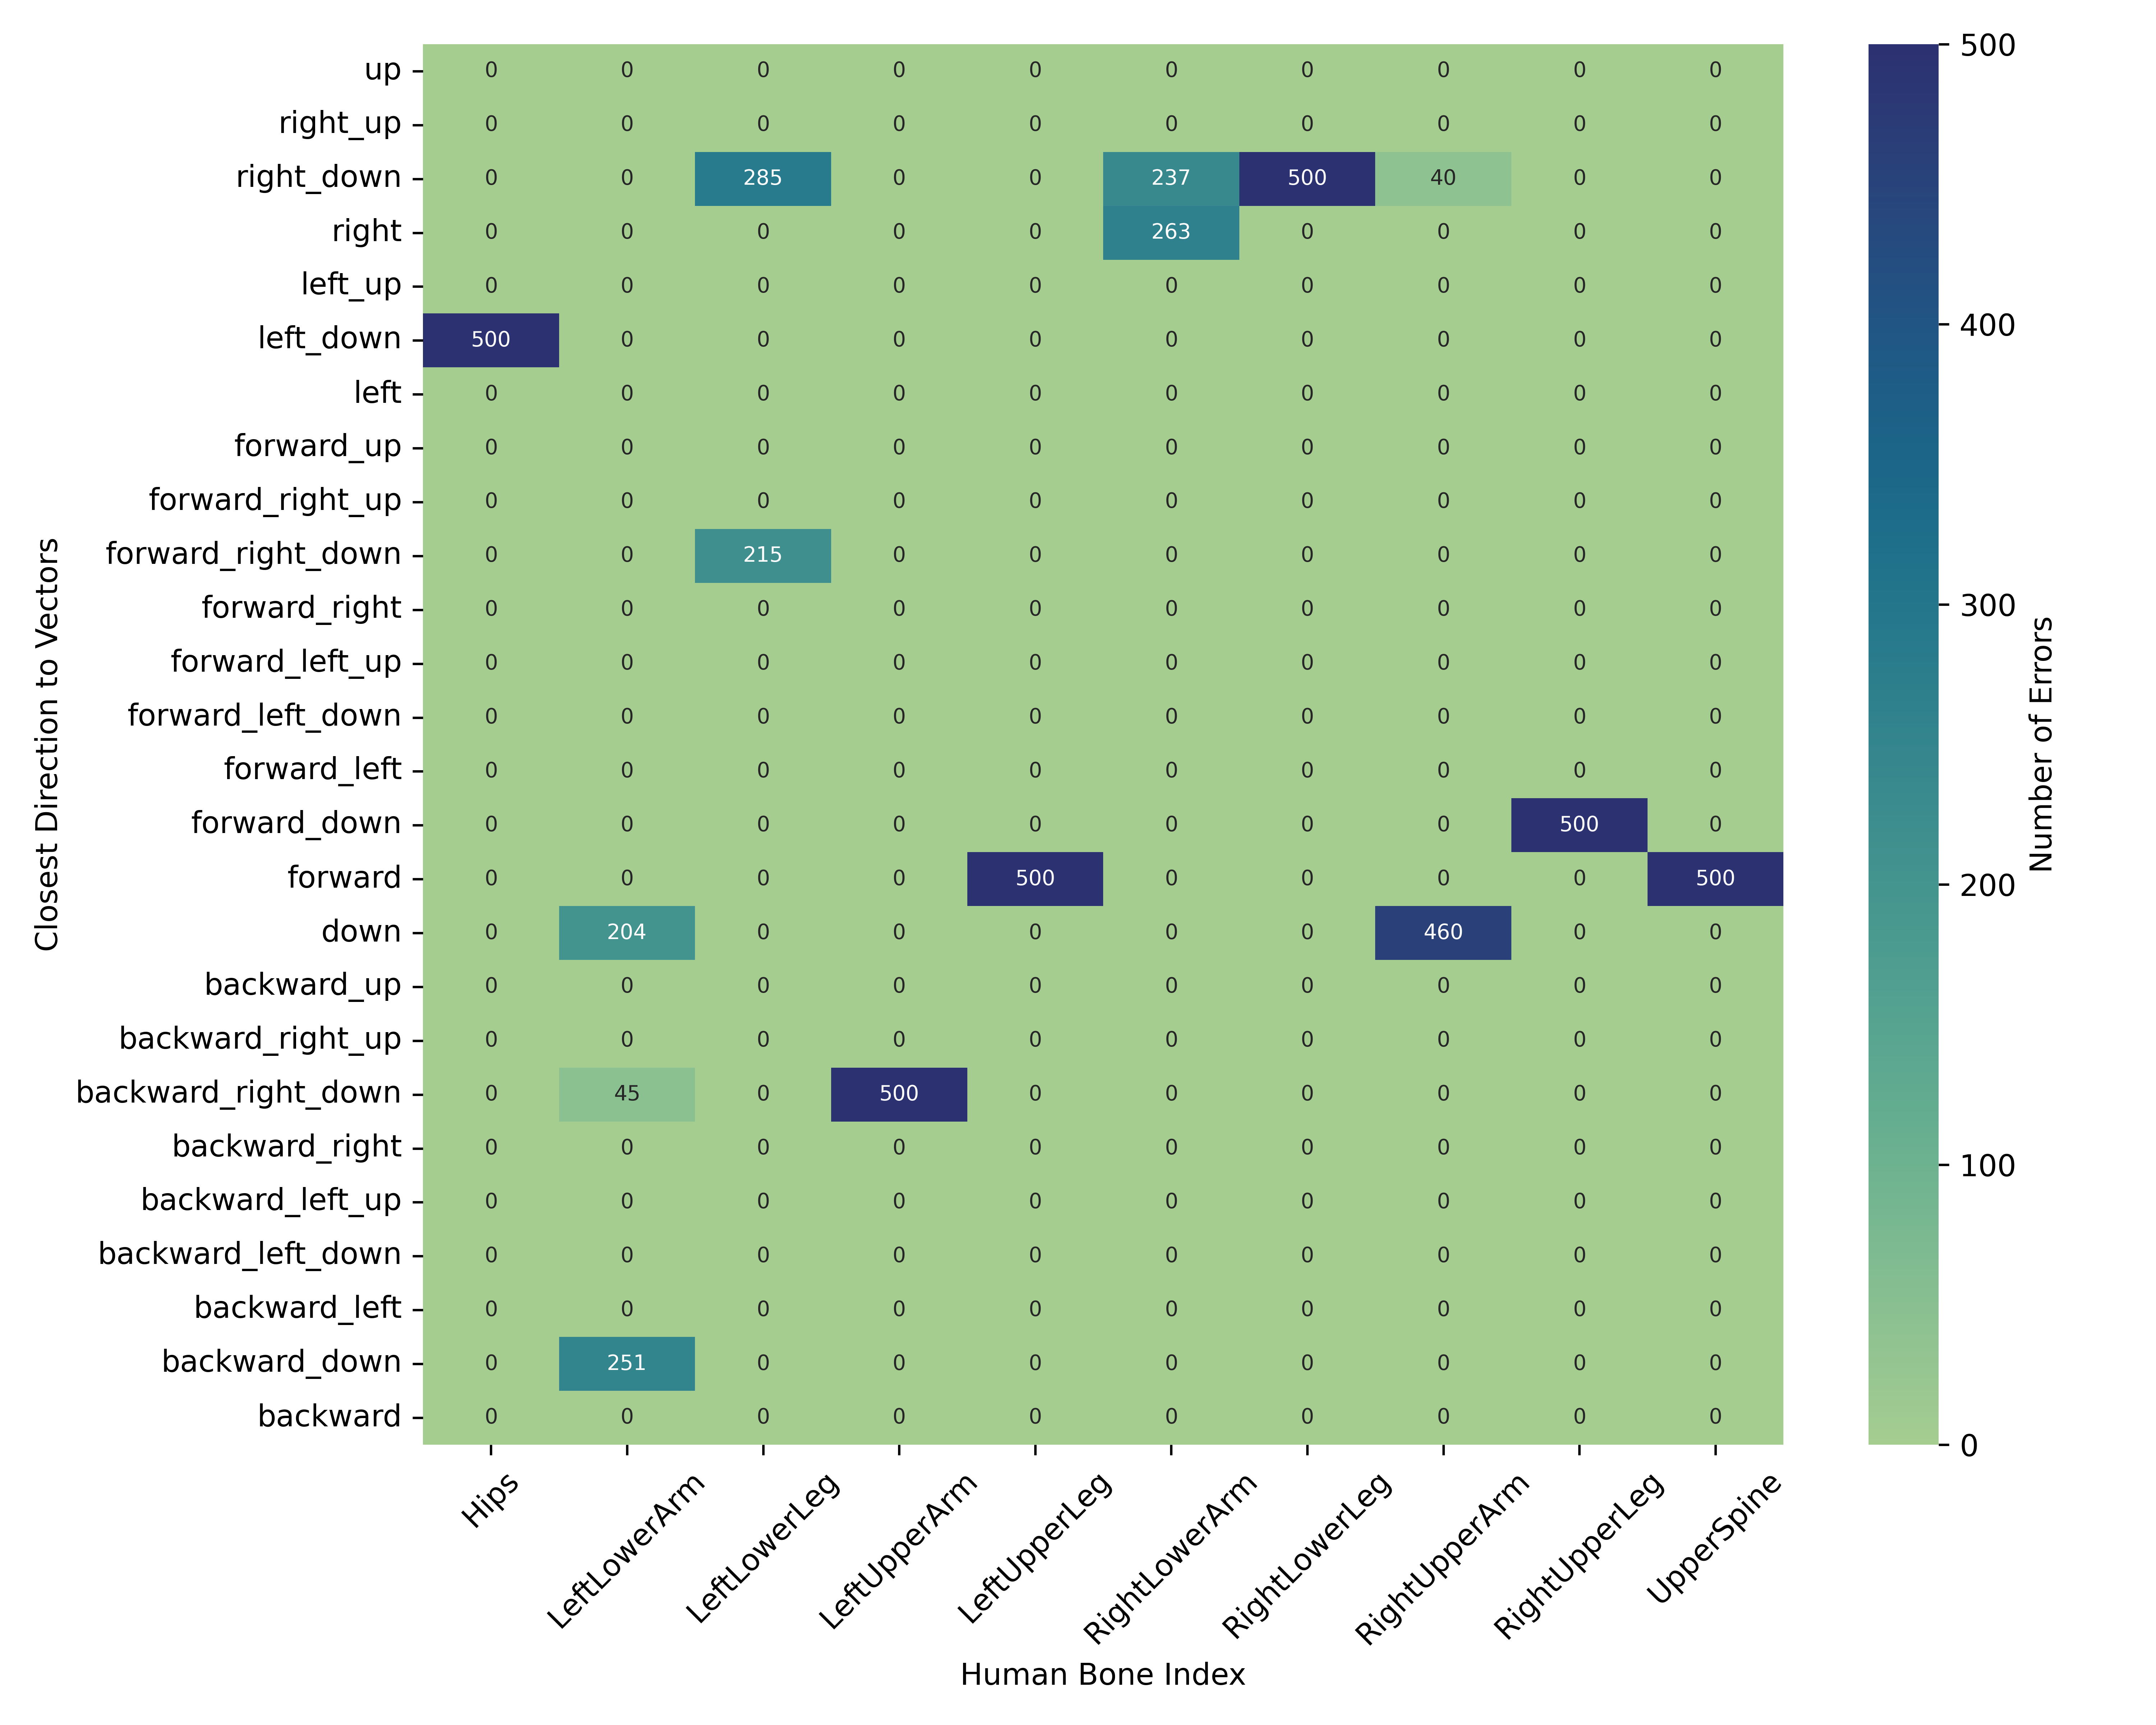 up 0 0 0 0 0 0 0 0 0 0
right_up 0 0 0 0 0 0 0 0 0 0
right_down 0 0 285 0 0 237 500 40 0 0
right 0 0 0 0 0 263 0 0 0 0
left_up 0 0 0 0 0 0 0 0 0 0
left_down 500 0 0 0 0 0 0 0 0 0
left 0 0 0 0 0 0 0 0 0 0
forward_up 0 0 0 0 0 0 0 0 0 0
forward_right_up 0 0 0 0 0 0 0 0 0 0
forward_right_down 0 0 215 0 0 0 0 0 0 0
forward_right 0 0 0 0 0 0 0 0 0 0
forward_left_up 0 0 0 0 0 0 0 0 0 0
forward_left_down 0 0 0 0 0 0 0 0 0 0
forward_left 0 0 0 0 0 0 0 0 0 0
forward_down 0 0 0 0 0 0 0 0 500 0
forward 0 0 0 0 500 0 0 0 0 500
down 0 204 0 0 0 0 0 460 0 0
backward_up 0 0 0 0 0 0 0 0 0 0
backward_right_up 0 0 0 0 0 0 0 0 0 0
backward_right_down 0 45 0 500 0 0 0 0 0 0
backward_right 0 0 0 0 0 0 0 0 0 0
backward_left_up 0 0 0 0 0 0 0 0 0 0
backward_left_down 0 0 0 0 0 0 0 0 0 0
backward_left 0 0 0 0 0 0 0 0 0 0
backward_down 0 251 0 0 0 0 0 0 0 0
backward 0 0 0 0 0 0 0 0 0 0
Closest Direction to Vectors
Hips LeftLowerArm LeftLowerLeg LeftUpperArm LeftUpperLeg RightLowerArm RightLowerLeg RightUpperArm RightUpperLeg UpperSpine
Human Bone Index
500
400
300
200
100
0
Number of Errors